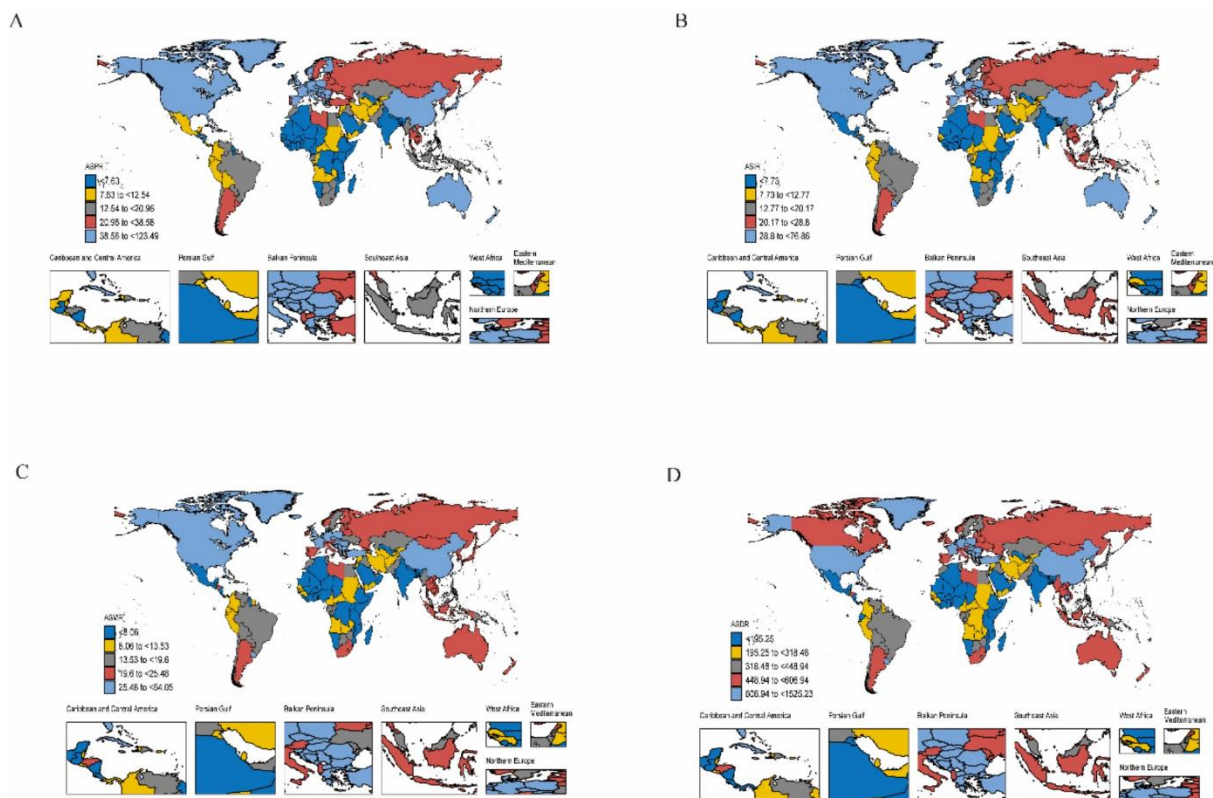 A
ASPR
<7.63
7.63 to <12.54
12.54 to <20.96
20.96 to <38.58
38.58 to <123.49
Caribbean and Central America
Persian Gulf
Balkan Peninsula
Southeast Asia
West Africa
Eastern
Mediterranean
Northern Europe
B
ASIR
<7.73
7.73 to <12.77
12.77 to <20.17
20.17 to <28.8
28.8 to <76.86
Caribbean and Central America
Persian Gulf
Balkan Peninsula
Southeast Asia
West Africa
Eastern
Mediterranean
Northern Europe
C
ASMR
<8.06
8.06 to <13.53
13.53 to <19.6
19.6 to <25.48
25.48 to <54.05
Caribbean and Central America
Persian Gulf
Balkan Peninsula
Southeast Asia
West Africa
Eastern
Mediterranean
Northern Europe
D
ASDR
<195.25
195.25 to <318.48
318.48 to <448.94
448.94 to <606.94
606.94 to <1525.23
Caribbean and Central America
Persian Gulf
Balkan Peninsula
Southeast Asia
West Africa
Eastern
Mediterranean
Northern Europe